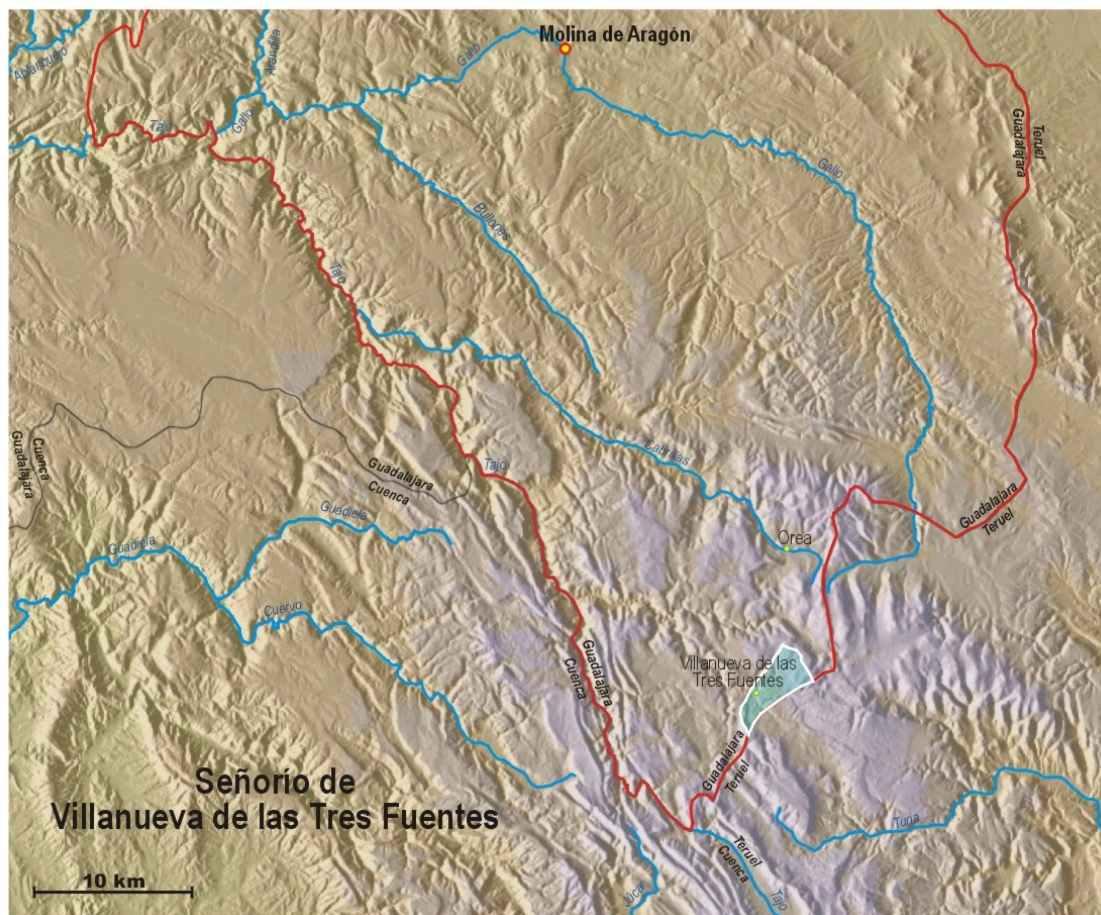 Molina de Aragón
Ablanquejo
Arandilla
Gallo
Gallo
Tajo
Teruel
Guadalajara
Gallo
Bullones
Tajo
Cabrillas
Guadalajara
Cuenca
Guadalajara
Cuenca
Tajo
Guadalajara
Teruel
Guadiela
Guadiela
Orea
Cuervo
Guadalajara
Cuenca
Villanueva de las
Tres Fuentes
Guadalajara
Teruel
Señorío de
Villanueva de las Tres Fuentes
Turia
Teruel
Cuenca
Tajo
Júcar
10 km